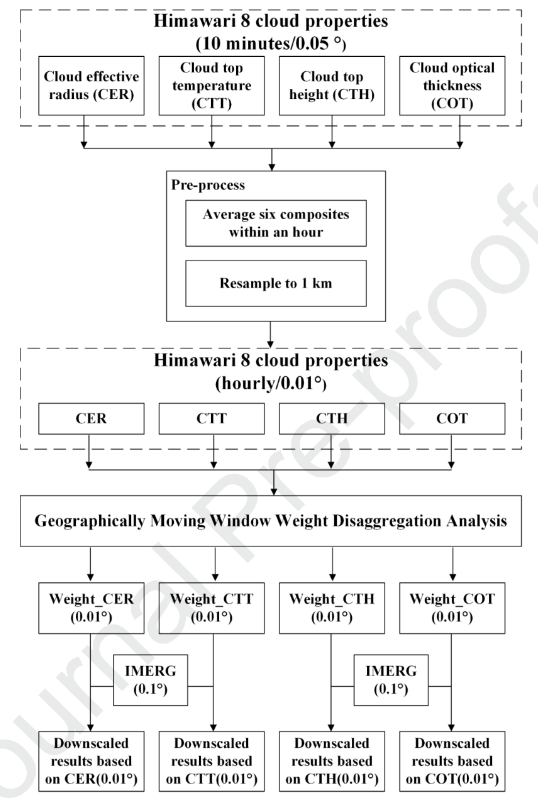 Himawari 8 cloud properties
(10 minutes/0.05 °)
Cloud effective
radius (CER)
Cloud top
temperature
(CTT)
Cloud top
height (CTH)
Cloud optical
thickness
(COT)
Pre-process
Average six composites
within an hour
Resample to 1 km
Himawari 8 cloud properties
(hourly/0.01°)
CER
CTT
CTH
COT
Geographically Moving Window Weight Disaggregation Analysis
Weight_CER
(0.01°)
Weight_CTT
(0.01°)
Weight_CTH
(0.01°)
Weight_COT
(0.01°)
IMERG
(0.1°)
IMERG
(0.1°)
Downscaled
results based
on CER(0.01°)
Downscaled
results based
on CTT(0.01°)
Downscaled
results based
on CTH(0.01°)
Downscaled
results based
on COT(0.01°)
Journal Pre-proofs